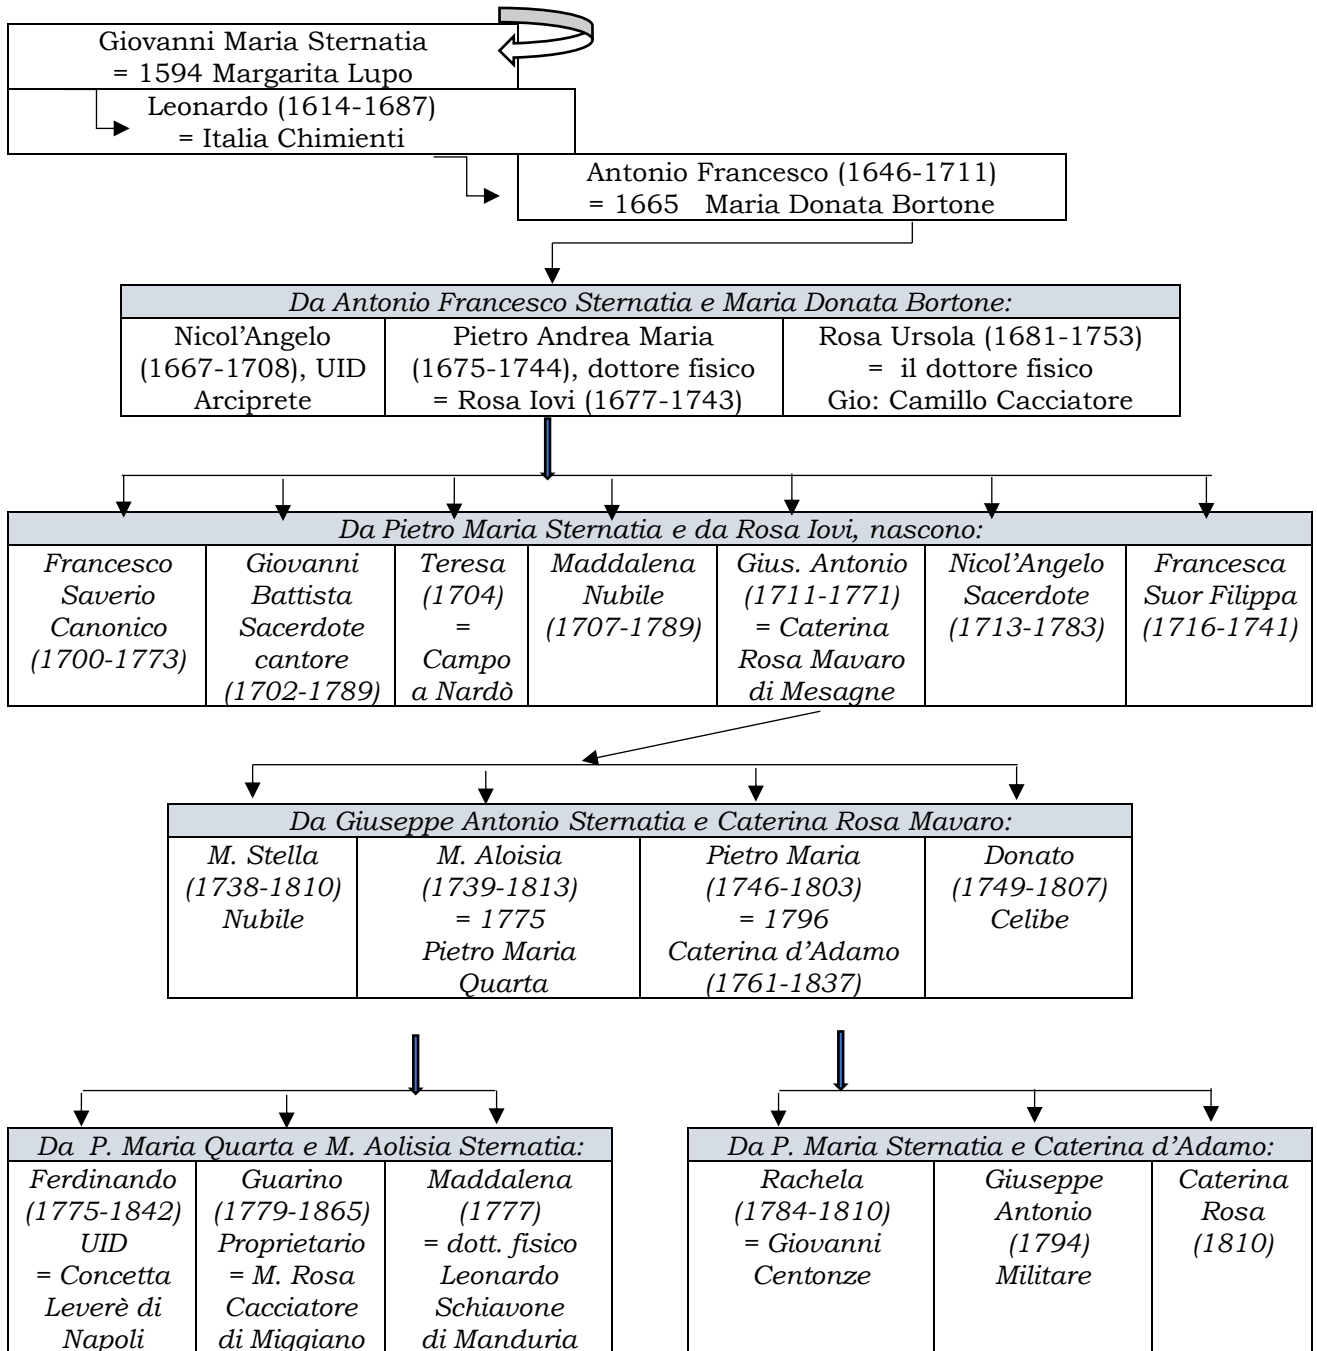 Giovanni Maria Sternatia
= 1594 Margarita Lupo
Leonardo (1614-1687)
= Italia Chimienti
Antonio Francesco (1646-1711)
= 1665 Maria Donata Bortone
Da Antonio Francesco Sternatia e Maria Donata Bortone:
Nicol’Angelo
(1667-1708), UID
Arciprete
Pietro Andrea Maria
(1675-1744), dottore fisico
= Rosa Iovi (1677-1743)
Rosa Ursola (1681-1753)
= il dottore fisico
Gio: Camillo Cacciatore
Da Pietro Maria Sternatia e da Rosa Iovi, nascono:
Francesco
Saverio
Canonico
(1700-1773)
Giovanni
Battista
Sacerdote
cantore
(1702-1789)
Teresa
(1704)
=
Campo
a Nardò
Maddalena
Nubile
(1707-1789)
Gius. Antonio
(1711-1771)
= Caterina
Rosa Mavaro
di Mesagne
Nicol’Angelo
Sacerdote
(1713-1783)
Francesca
Suor Filippa
(1716-1741)
Da Giuseppe Antonio Sternatia e Caterina Rosa Mavaro:
M. Stella
(1738-1810)
Nubile
M. Aloisia
(1739-1813)
= 1775
Pietro Maria
Quarta
Pietro Maria
(1746-1803)
= 1796
Caterina d’Adamo
(1761-1837)
Donato
(1749-1807)
Celibe
Da P. Maria Quarta e M. Aolisia Sternatia:
Ferdinando
(1775-1842)
UID
= Concetta
Leverè di
Napoli
Guarino
(1779-1865)
Proprietario
= M. Rosa
Cacciatore
di Miggiano
Maddalena
(1777)
= dott. fisico
Leonardo
Schiavone
di Manduria
Da P. Maria Sternatia e Caterina d’Adamo:
Rachela
(1784-1810)
= Giovanni
Centonze
Giuseppe
Antonio
(1794)
Militare
Caterina
Rosa
(1810)